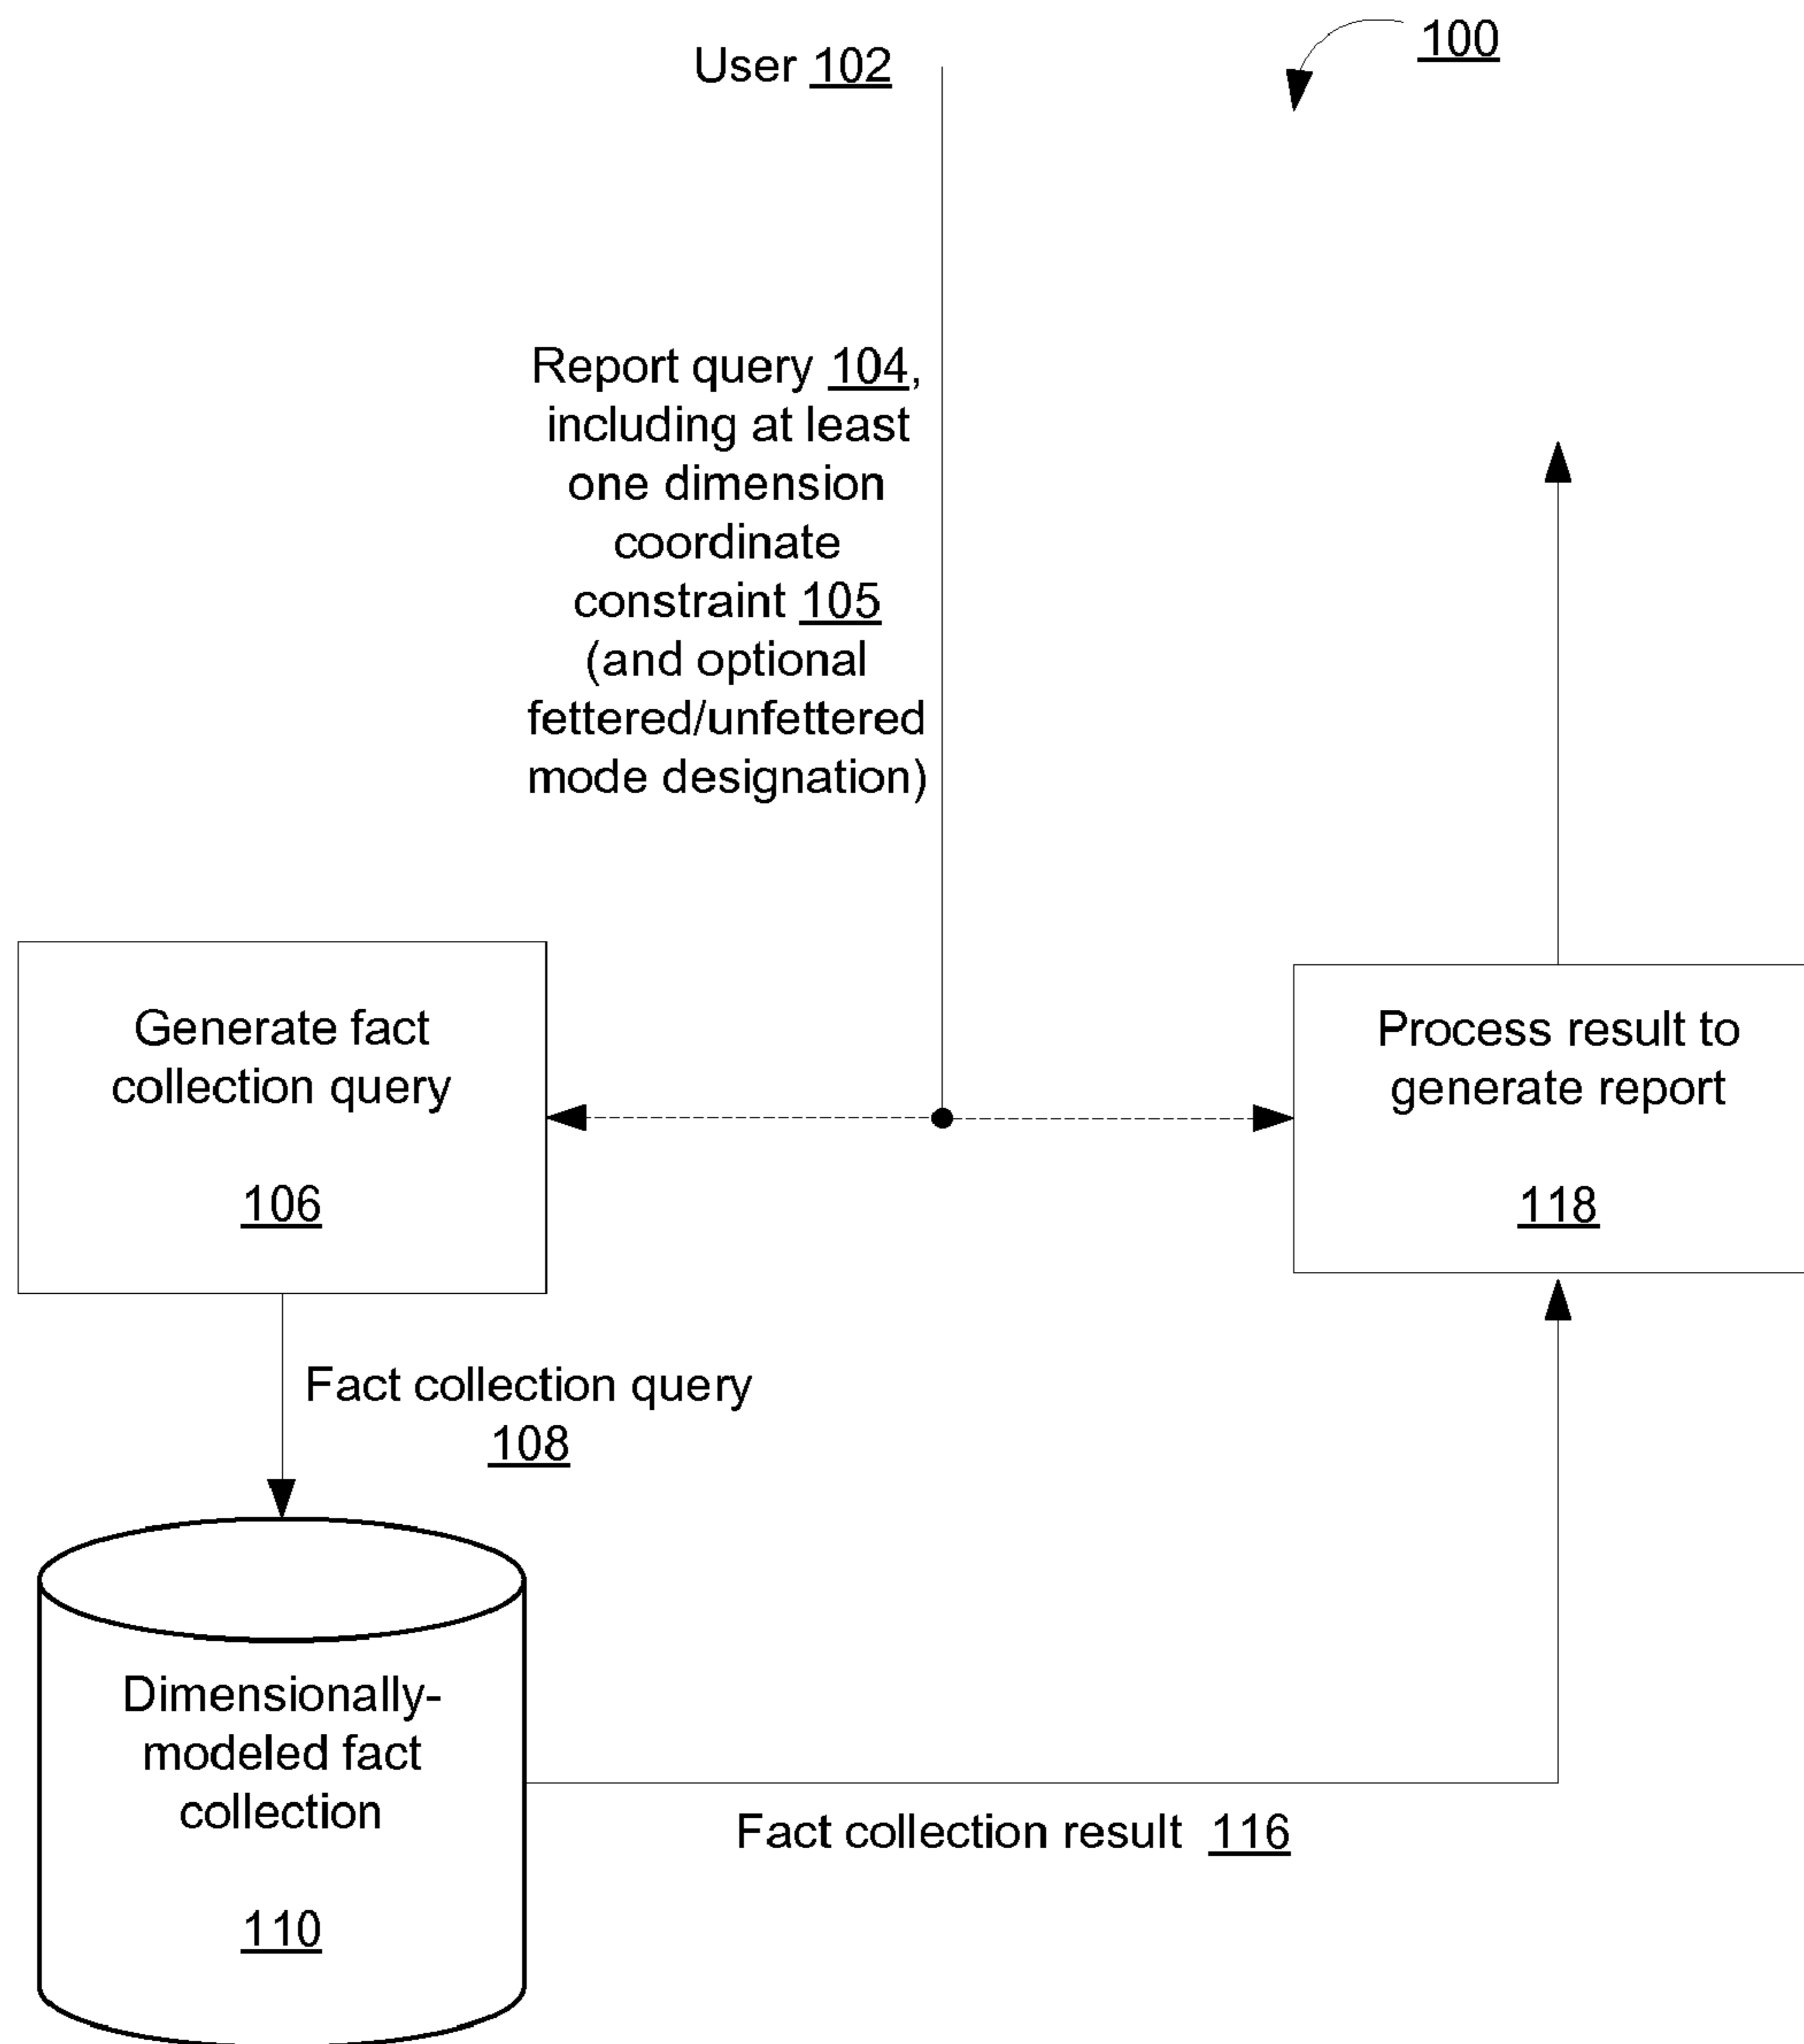 100
User 102
Report query 104,
including at least
one dimension
coordinate
constraint 105
(and optional
fettered/unfettered
mode designation)
Generate fact
collection query
106
Process result to
generate report
118
Fact collection query
108
Dimensionally-
modeled fact
collection
110
Fact collection result 116